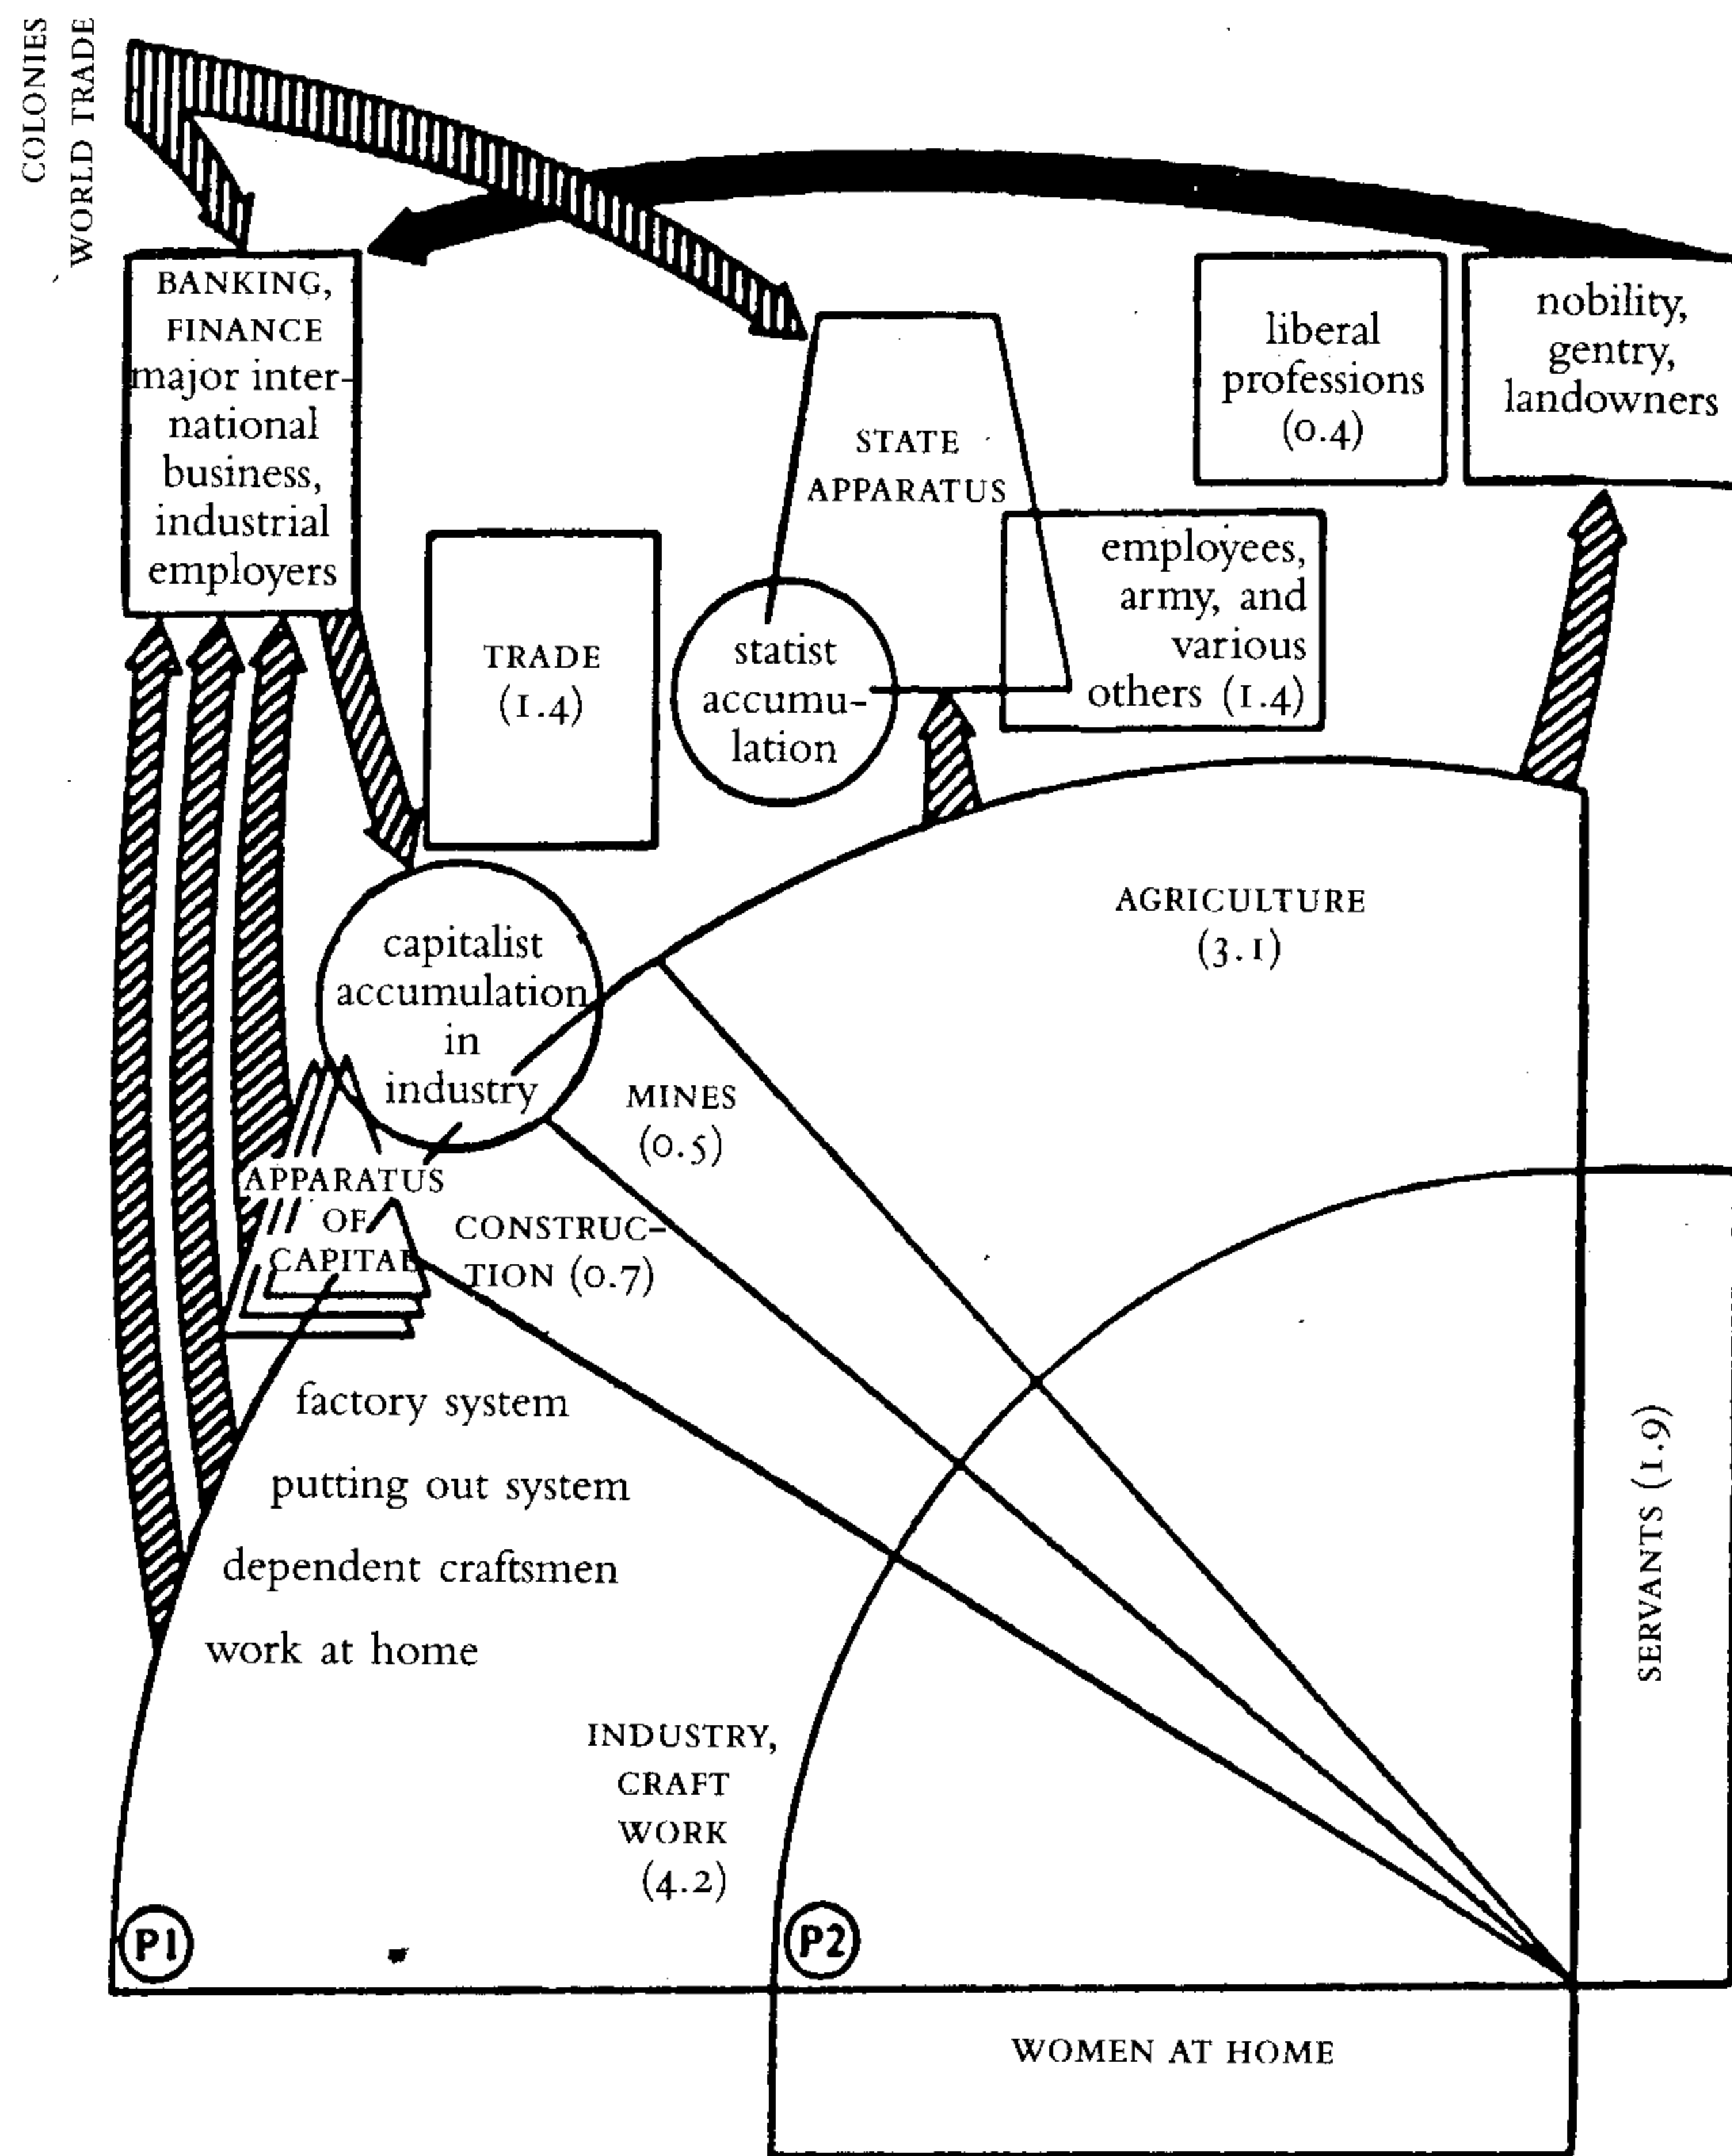 COLONIES
WORLD TRADE
BANKING,
FINANCE
major inter-
national
business,
industrial
employers
TRADE
(1.4)
STATE
APPARATUS
statist
accumu-
lation
employees,
army, and
various
others (1.4)
liberal
professions
(0.4)
nobility,
gentry,
landowners
capitalist
accumulation
in
industry
AGRICULTURE
(3.1)
MINES
(0.5)
APPARATUS
OF
CAPITAL
CONSTRUC-
TION (0.7)
factory system
putting out system
dependent craftsmen
work at home
INDUSTRY,
CRAFT
WORK
(4.2)
SERVANTS (1.9)
P1
P2
WOMEN AT HOME